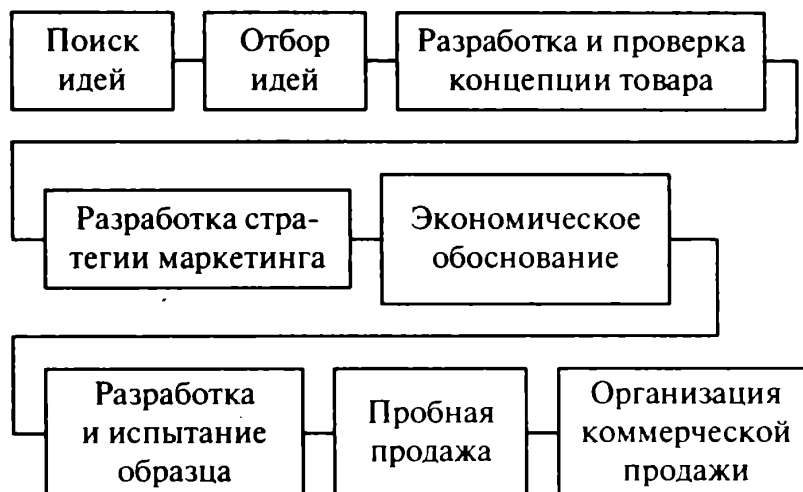 Поиск
идей
Отбор
идей
Разработка и проверка
концепции товара
Разработка стра-
тегии маркетинга
Экономическое
обоснование
Разработка
и испытание
образца
Пробная
продажа
Организация
коммерческой
продажи